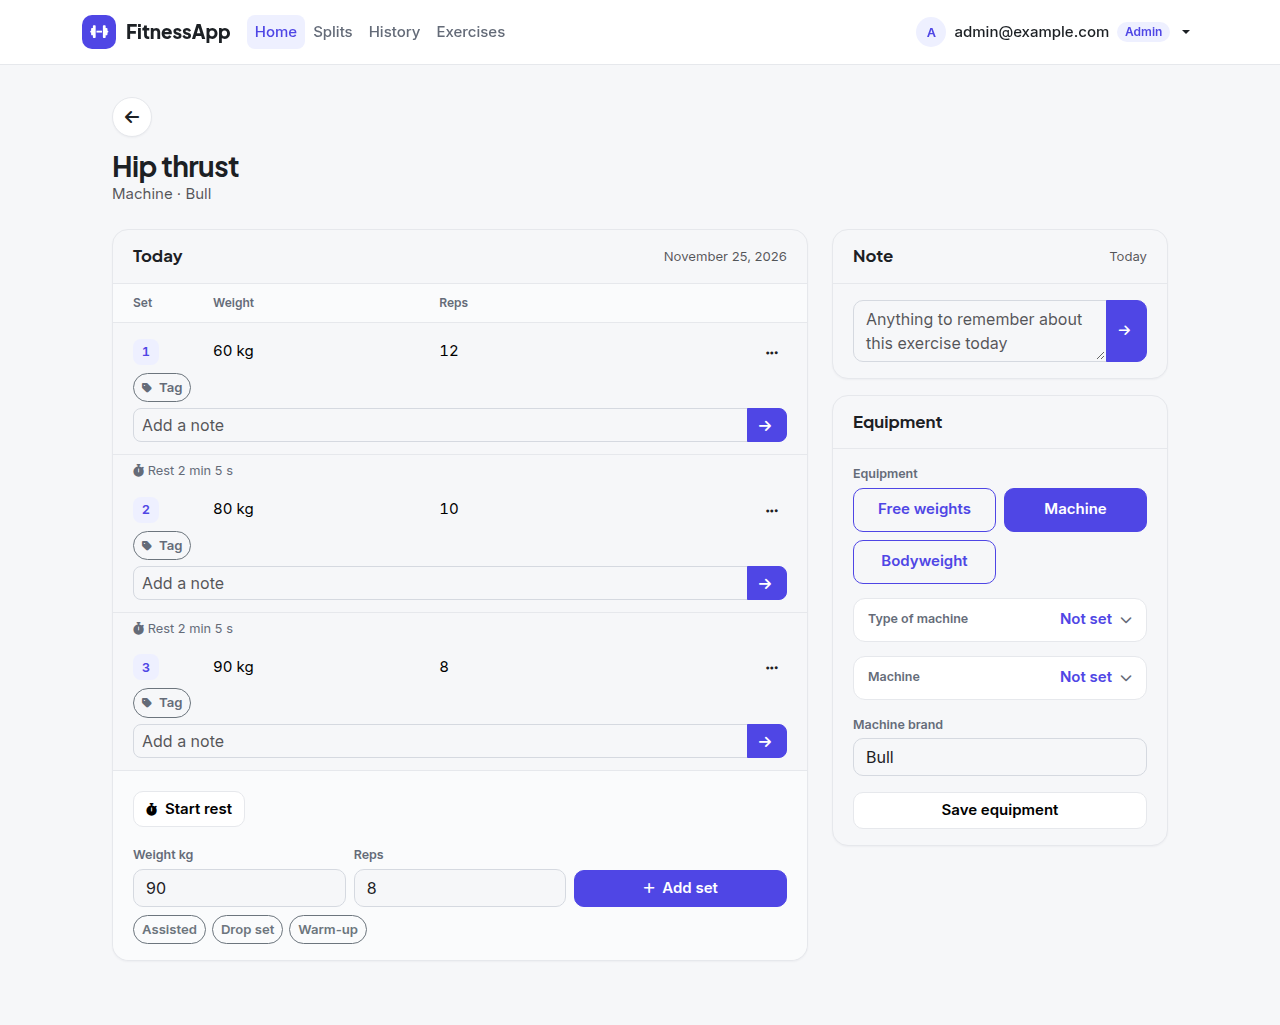 FitnessApp Home Splits History Exercises A admin@example.com Admin
Hip thrust
Machine · Bull
Today November 25, 2026
Set Weight Reps
1 60 kg 12 •••
Tag
Add a note
Rest 2 min 5 s
2 80 kg 10 •••
Tag
Add a note
Rest 2 min 5 s
3 90 kg 8 •••
Tag
Add a note
Start rest
Weight kg Reps
90 8 + Add set
Assisted Drop set Warm-up
Note Today
Anything to remember about
this exercise today
Equipment
Equipment
Free weights Machine
Bodyweight
Type of machine Not set
Machine Not set
Machine brand
Bull
Save equipment